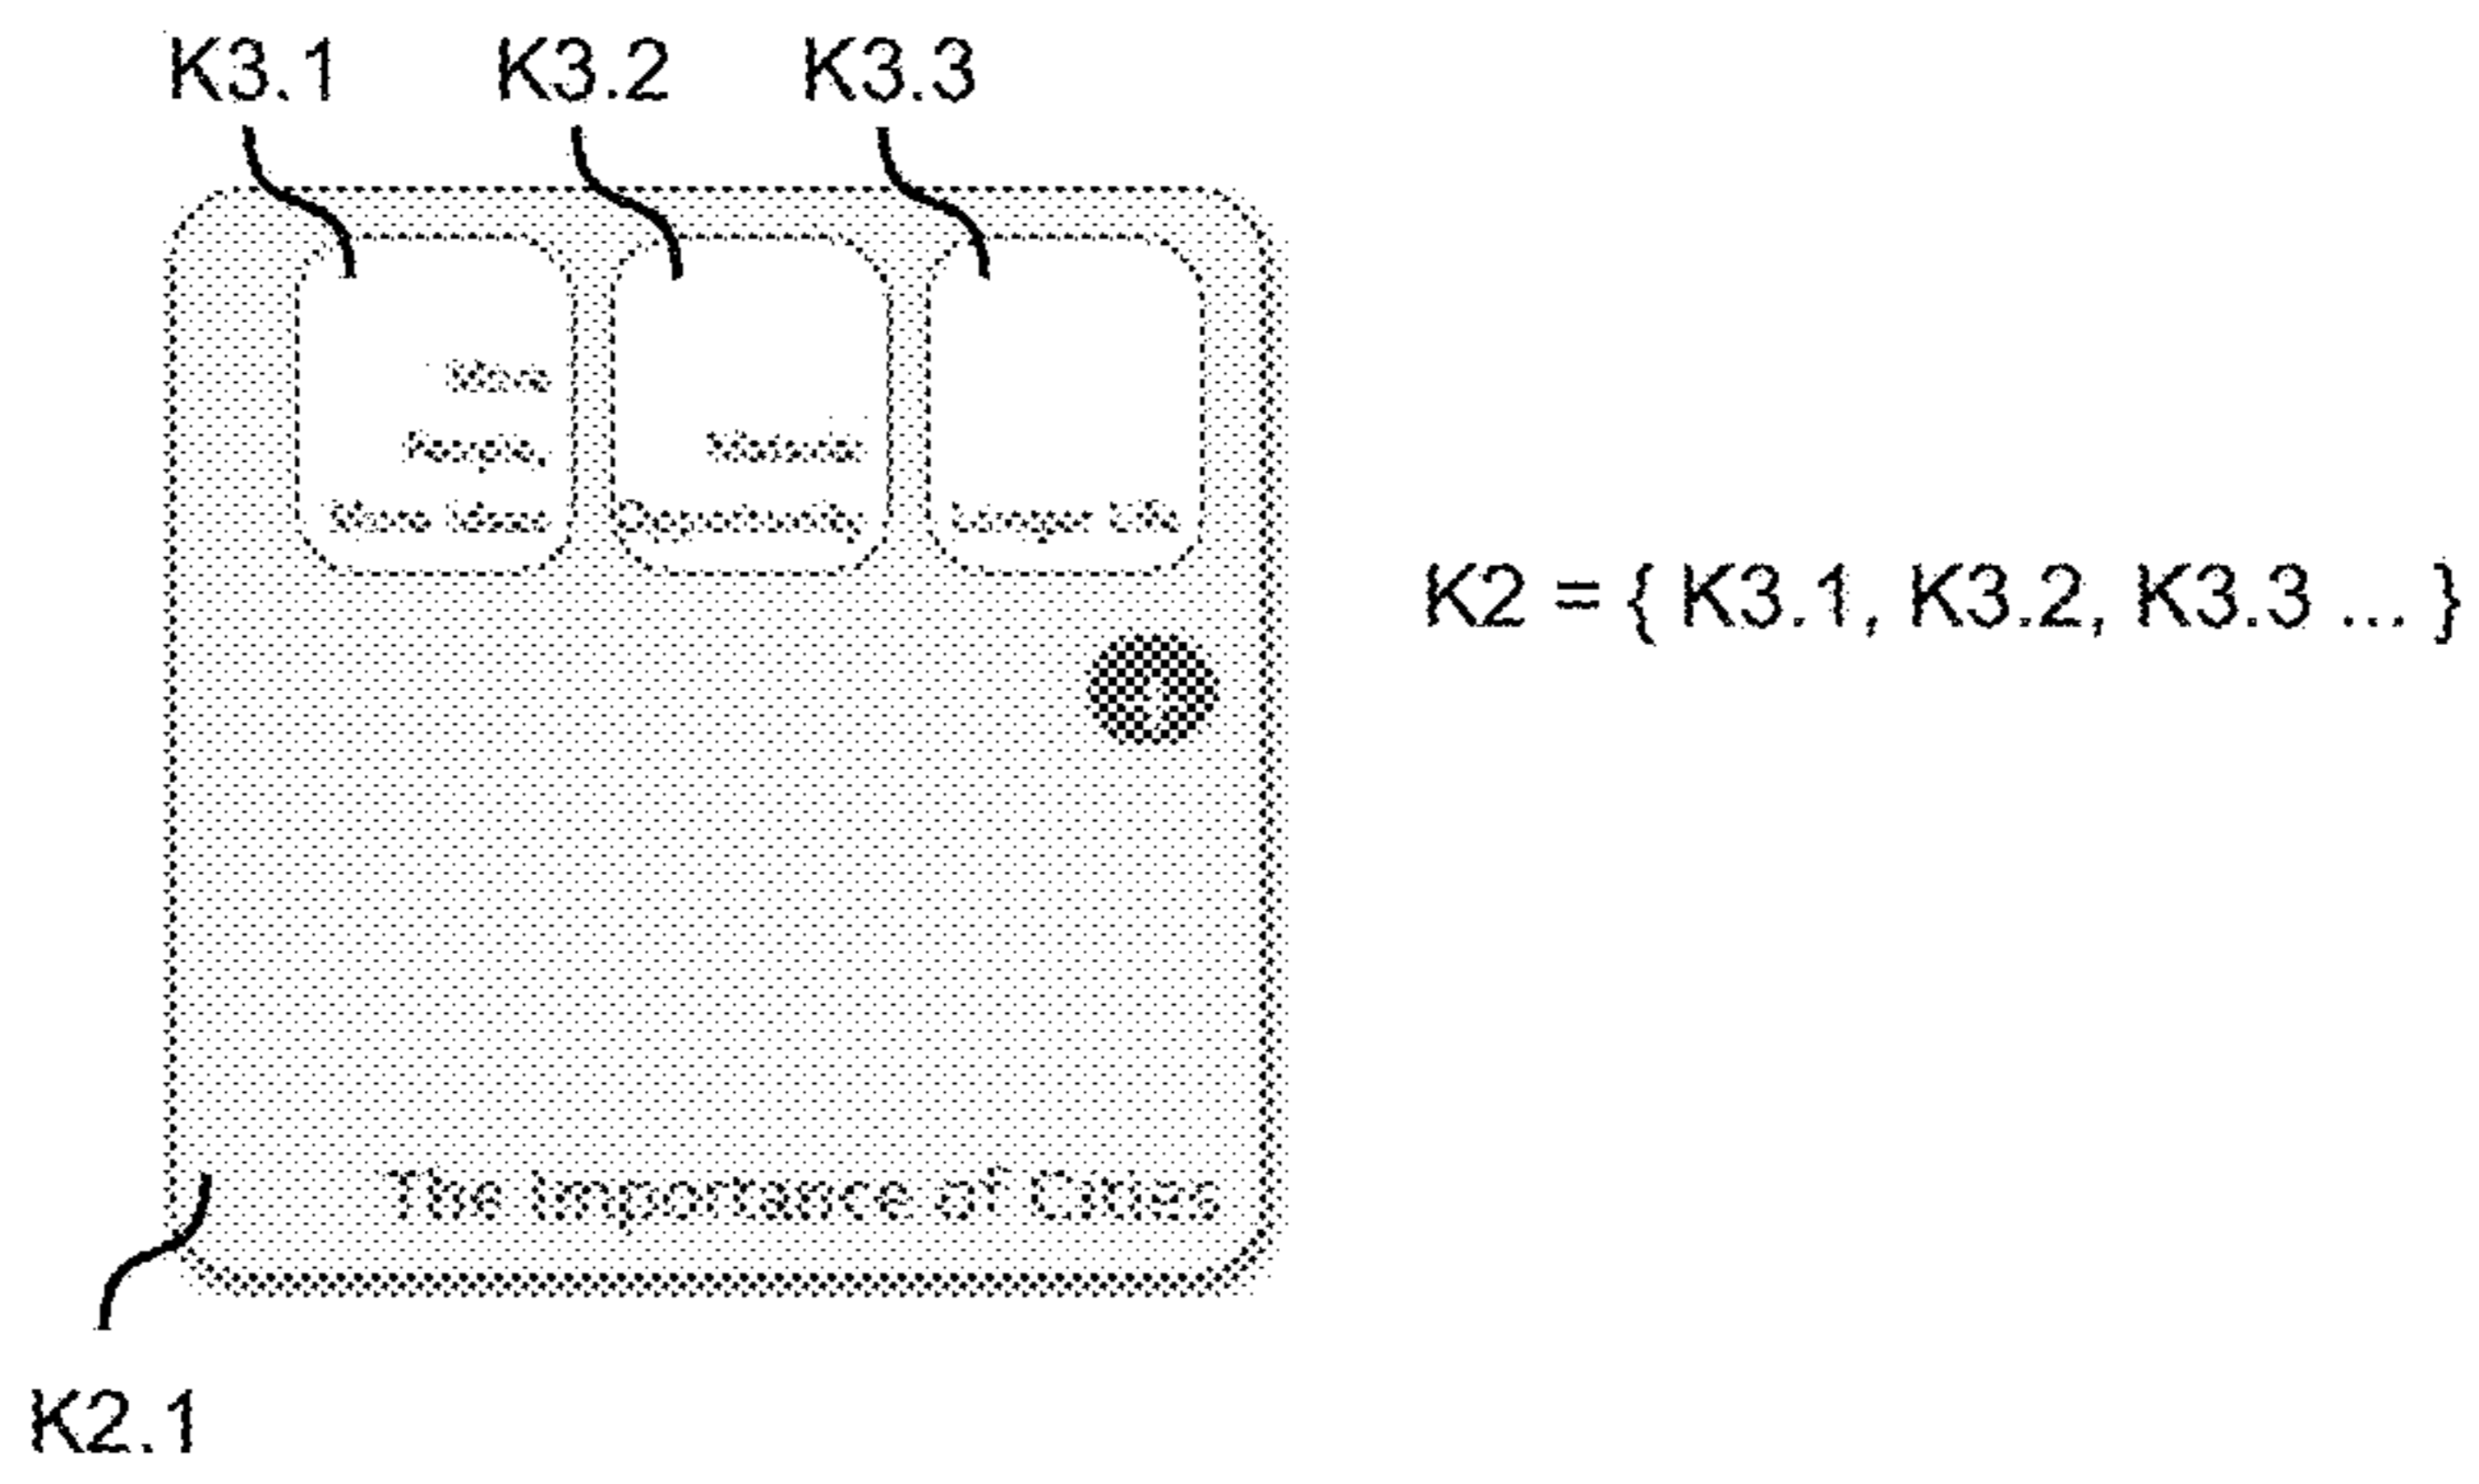 K3.1 K3.2 K3.3
More
People,
More Ideas
Opportunity
Longer Life
K2 = { K3.1, K3.2, K3.3 ... }
The Importance of Cities
K2.1